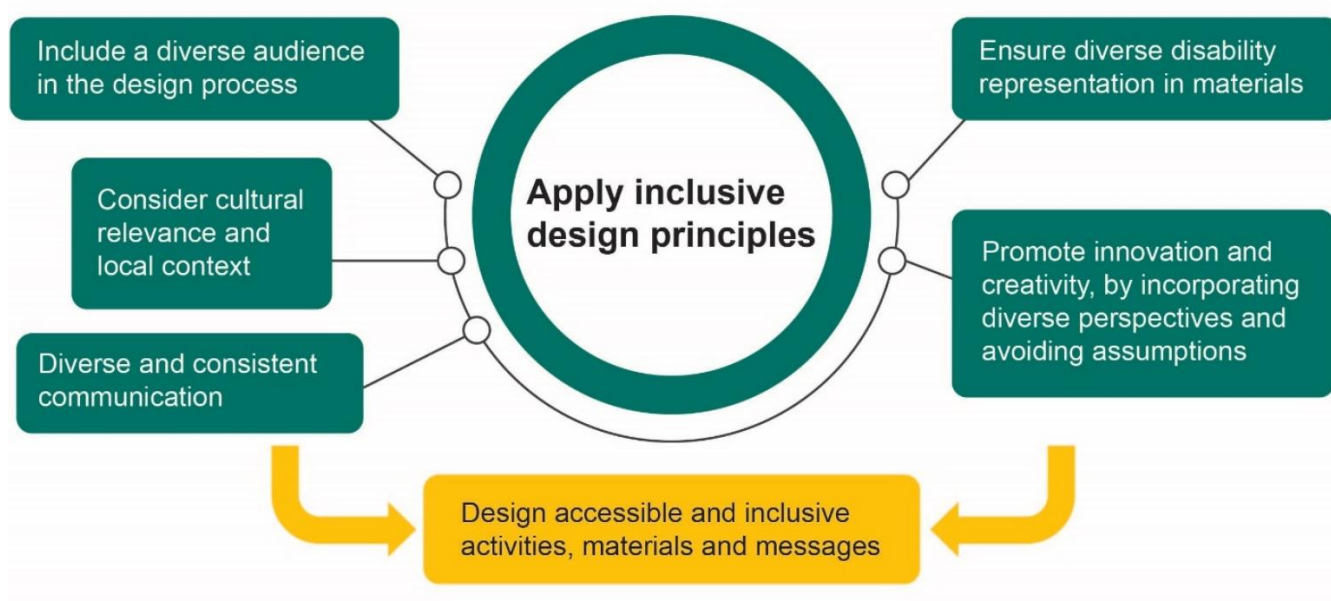 Include a diverse audience
in the design process
Consider cultural
relevance and
local context
Diverse and consistent
communication
Apply inclusive
design principles
Ensure diverse disability
representation in materials
Promote innovation and
creativity, by incorporating
diverse perspectives and
avoiding assumptions
Design accessible and inclusive
activities, materials and messages